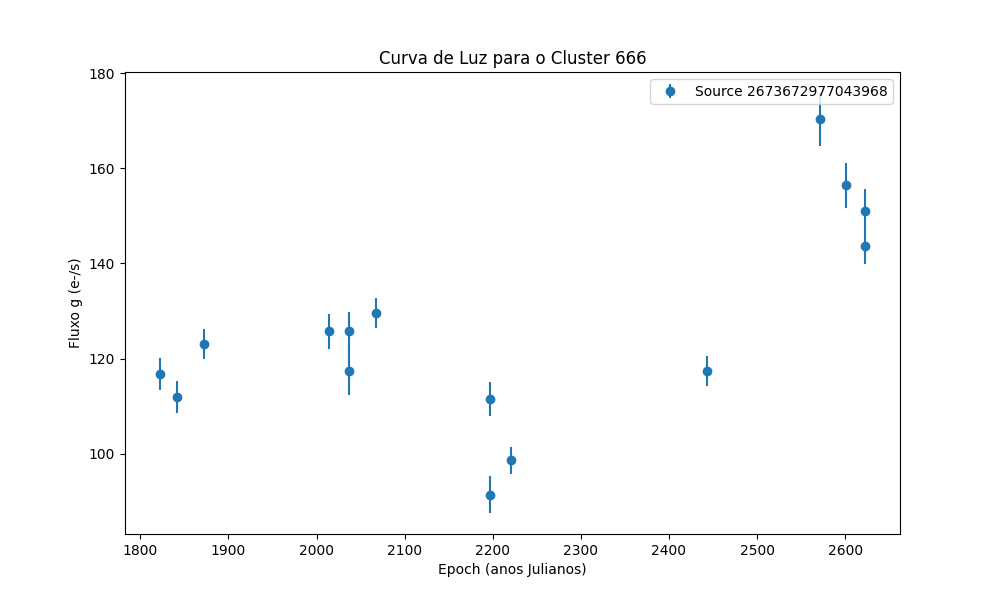 Curva de Luz para o Cluster 666
Source 2673672977043968
180
160
140
120
100
Fluxo g (e-/s)
1800 1900 2000 2100 2200 2300 2400 2500 2600
Epoch (anos Julianos)